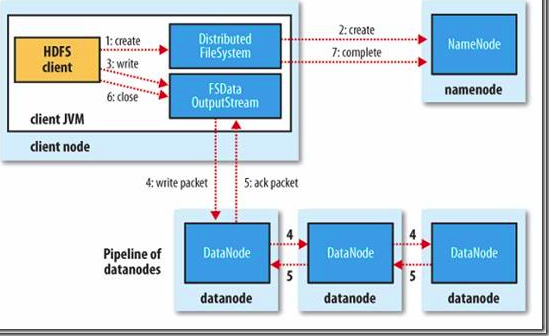 HDFS
client
1: create
3: write
6: close
Distributed
FileSystem
FSData
OutputStream
client JVM
client node
2: create
7: complete
NameNode
namenode
4: write packet
5: ack packet
Pipeline of
datanodes
DataNode
datanode
4
5
DataNode
datanode
4
5
DataNode
datanode